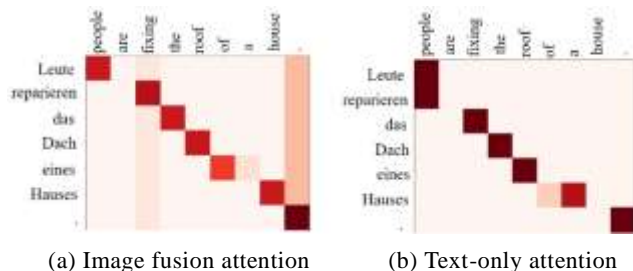 people are fixing the roof of a house .
Leute
reparieren
das
Dach
eines
Hauses
.
(a) Image fusion attention
people are fixing the roof of a house .
Leute
reparieren
das
Dach
eines
Hauses
.
(b) Text-only attention